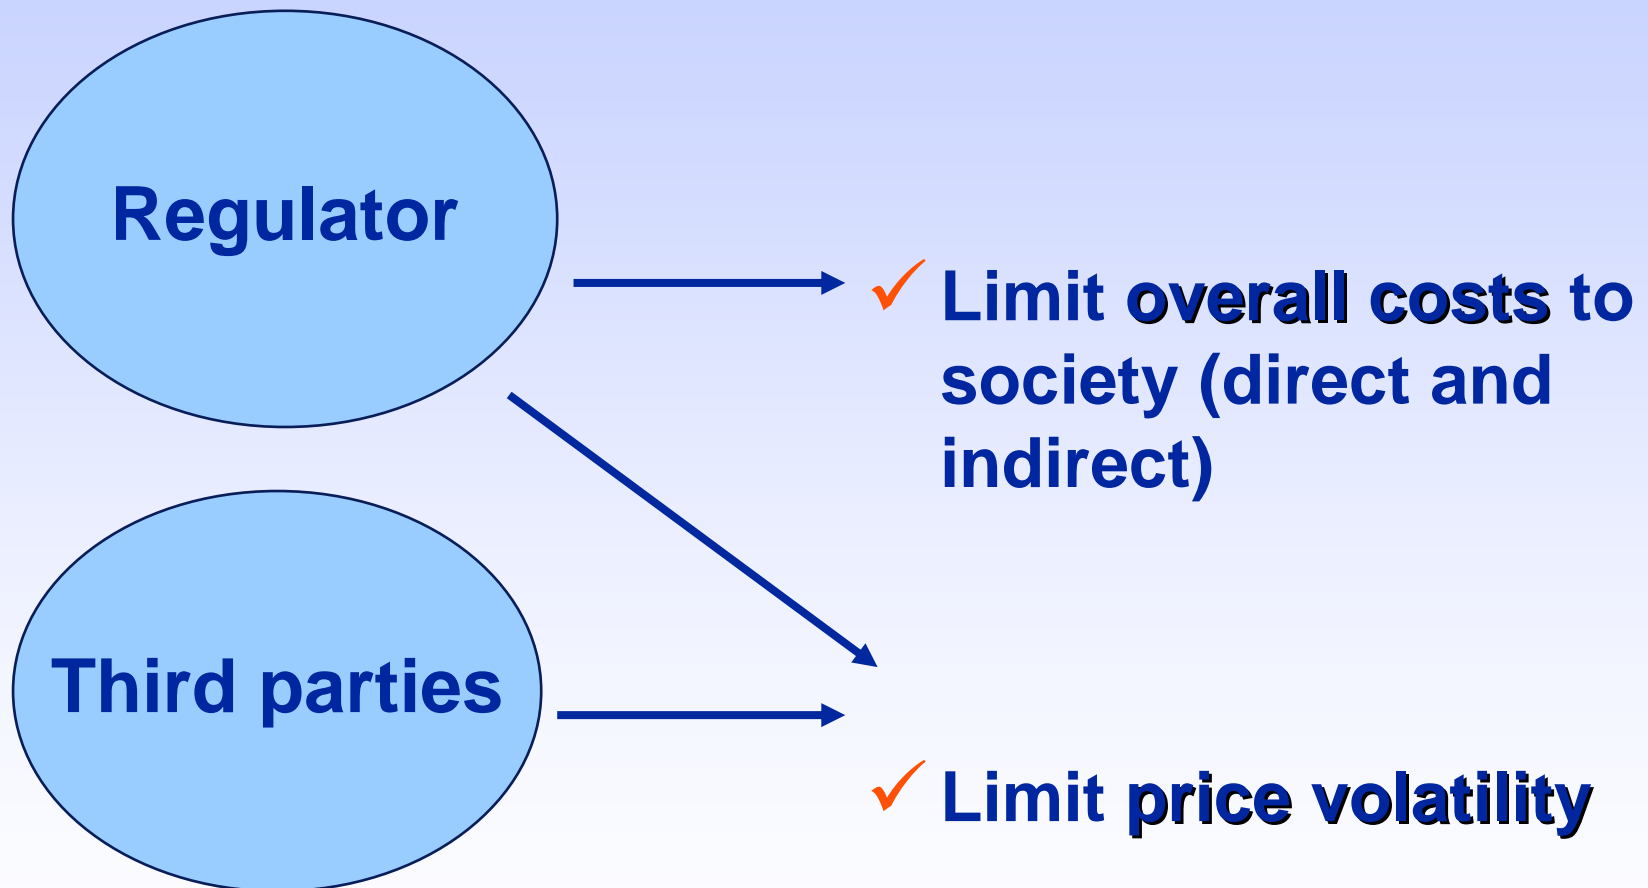 Regulator
✓ Limit overall costs to
society (direct and
indirect)
Third parties
✓ Limit price volatility